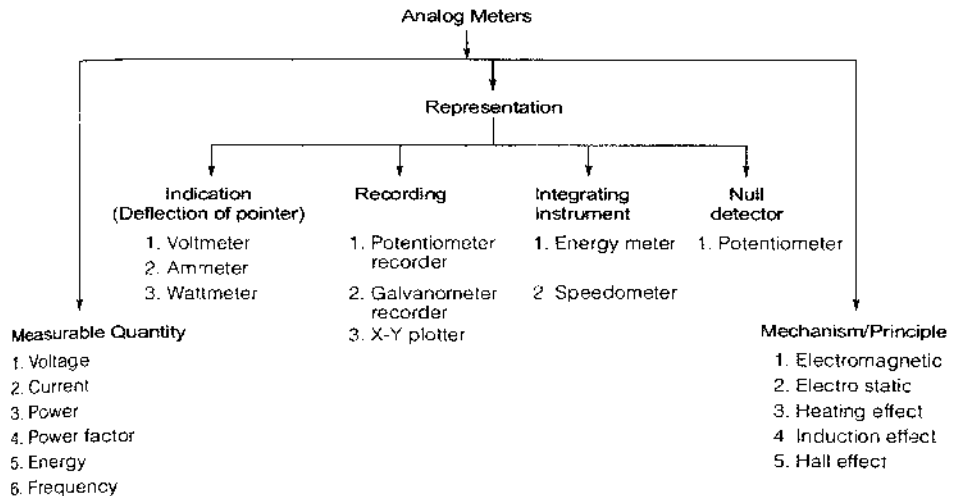 Analog Meters
Representation
Indication
(Deflection of pointer)
1. Voltmeter
2. Ammeter
3. Wattmeter
Recording
1. Potentiometer
recorder
2. Galvanometer
recorder
3. X-Y plotter
Integrating
Instrument
1. Energy meter
2 Speedometer
Null
detector
1. Potentiometer
Measurable Quantity
1. Voltage
2. Current
3. Power
4. Power factor
5. Energy
6. Frequency
Mechanism/Principle
1. Electromagnetic
2. Electro static
3. Heating effect
4 Induction effect
5. Hall effect